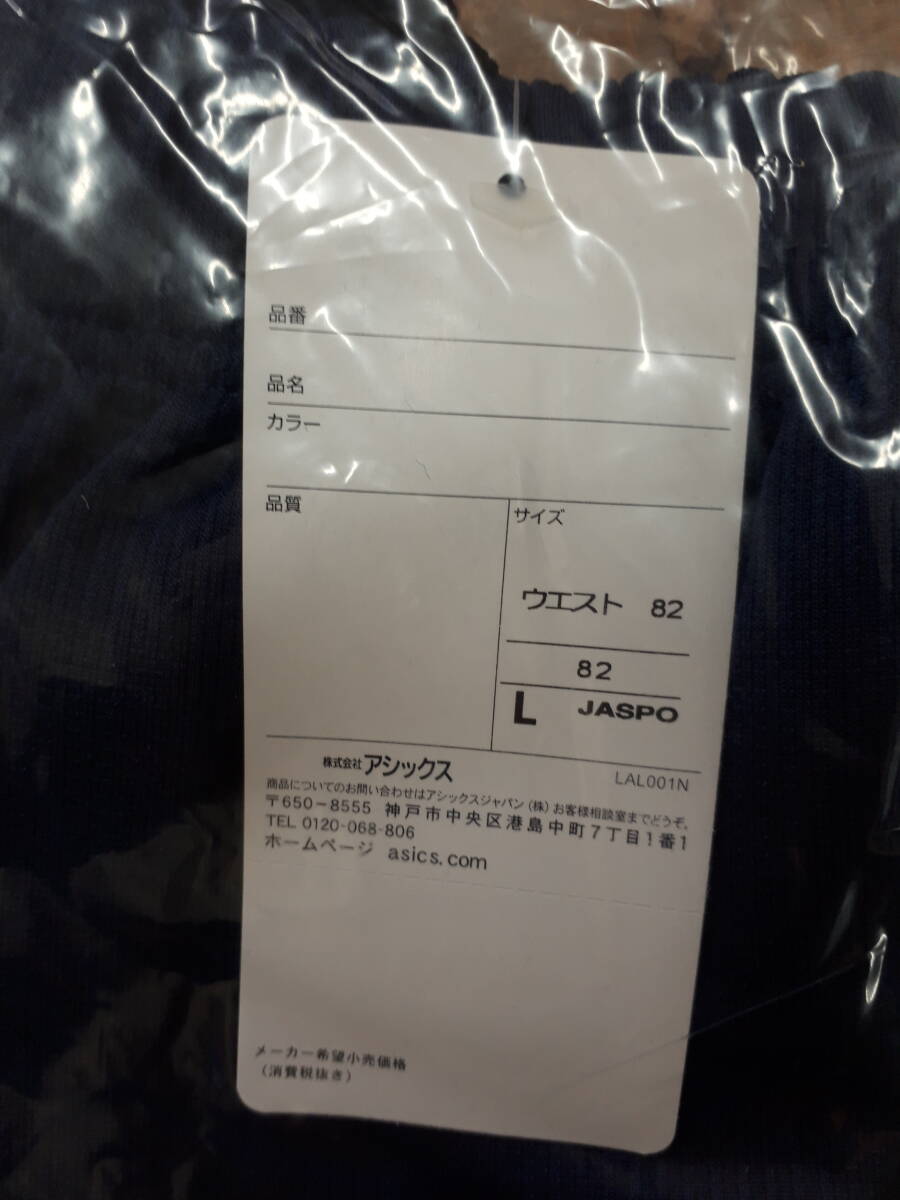 品番
品名
カラー
品質
サイズ
ウエスト 82
82
L JASPO
株式会社アシックス
LAL001N
商品についてのお問い合わせはアシックスジャパン(株)お客様相談室までどうぞ。
〒650-8555 神戸市中央区港島中町7丁目1番1
TEL 0120-068-806
ホームページ asics.com
メーカー希望小売価格
(消費税抜き)